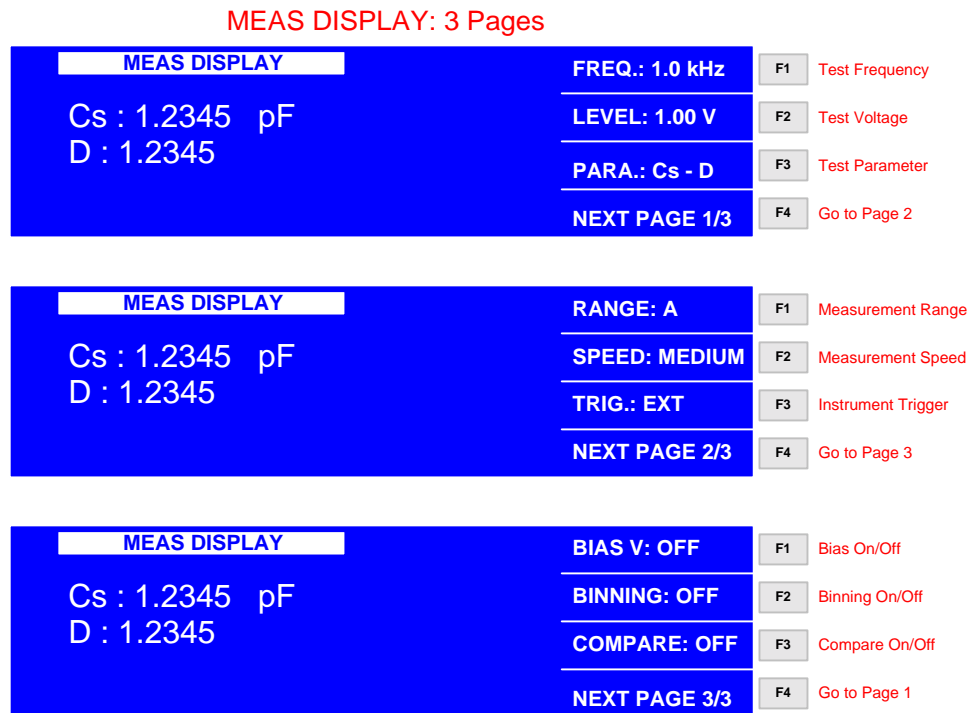 MEAS DISPLAY: 3 Pages
MEAS DISPLAY
Cs : 1.2345 pF
D : 1.2345
FREQ.: 1.0 kHz
F1 Test Frequency
LEVEL: 1.00 V
F2 Test Voltage
PARA.: Cs - D
F3 Test Parameter
NEXT PAGE 1/3
F4 Go to Page 2
MEAS DISPLAY
Cs : 1.2345 pF
D : 1.2345
RANGE: A
F1 Measurement Range
SPEED: MEDIUM
F2 Measurement Speed
TRIG.: EXT
F3 Instrument Trigger
NEXT PAGE 2/3
F4 Go to Page 3
MEAS DISPLAY
Cs : 1.2345 pF
D : 1.2345
BIAS V: OFF
F1 Bias On/Off
BINNING: OFF
F2 Binning On/Off
COMPARE: OFF
F3 Compare On/Off
NEXT PAGE 3/3
F4 Go to Page 1